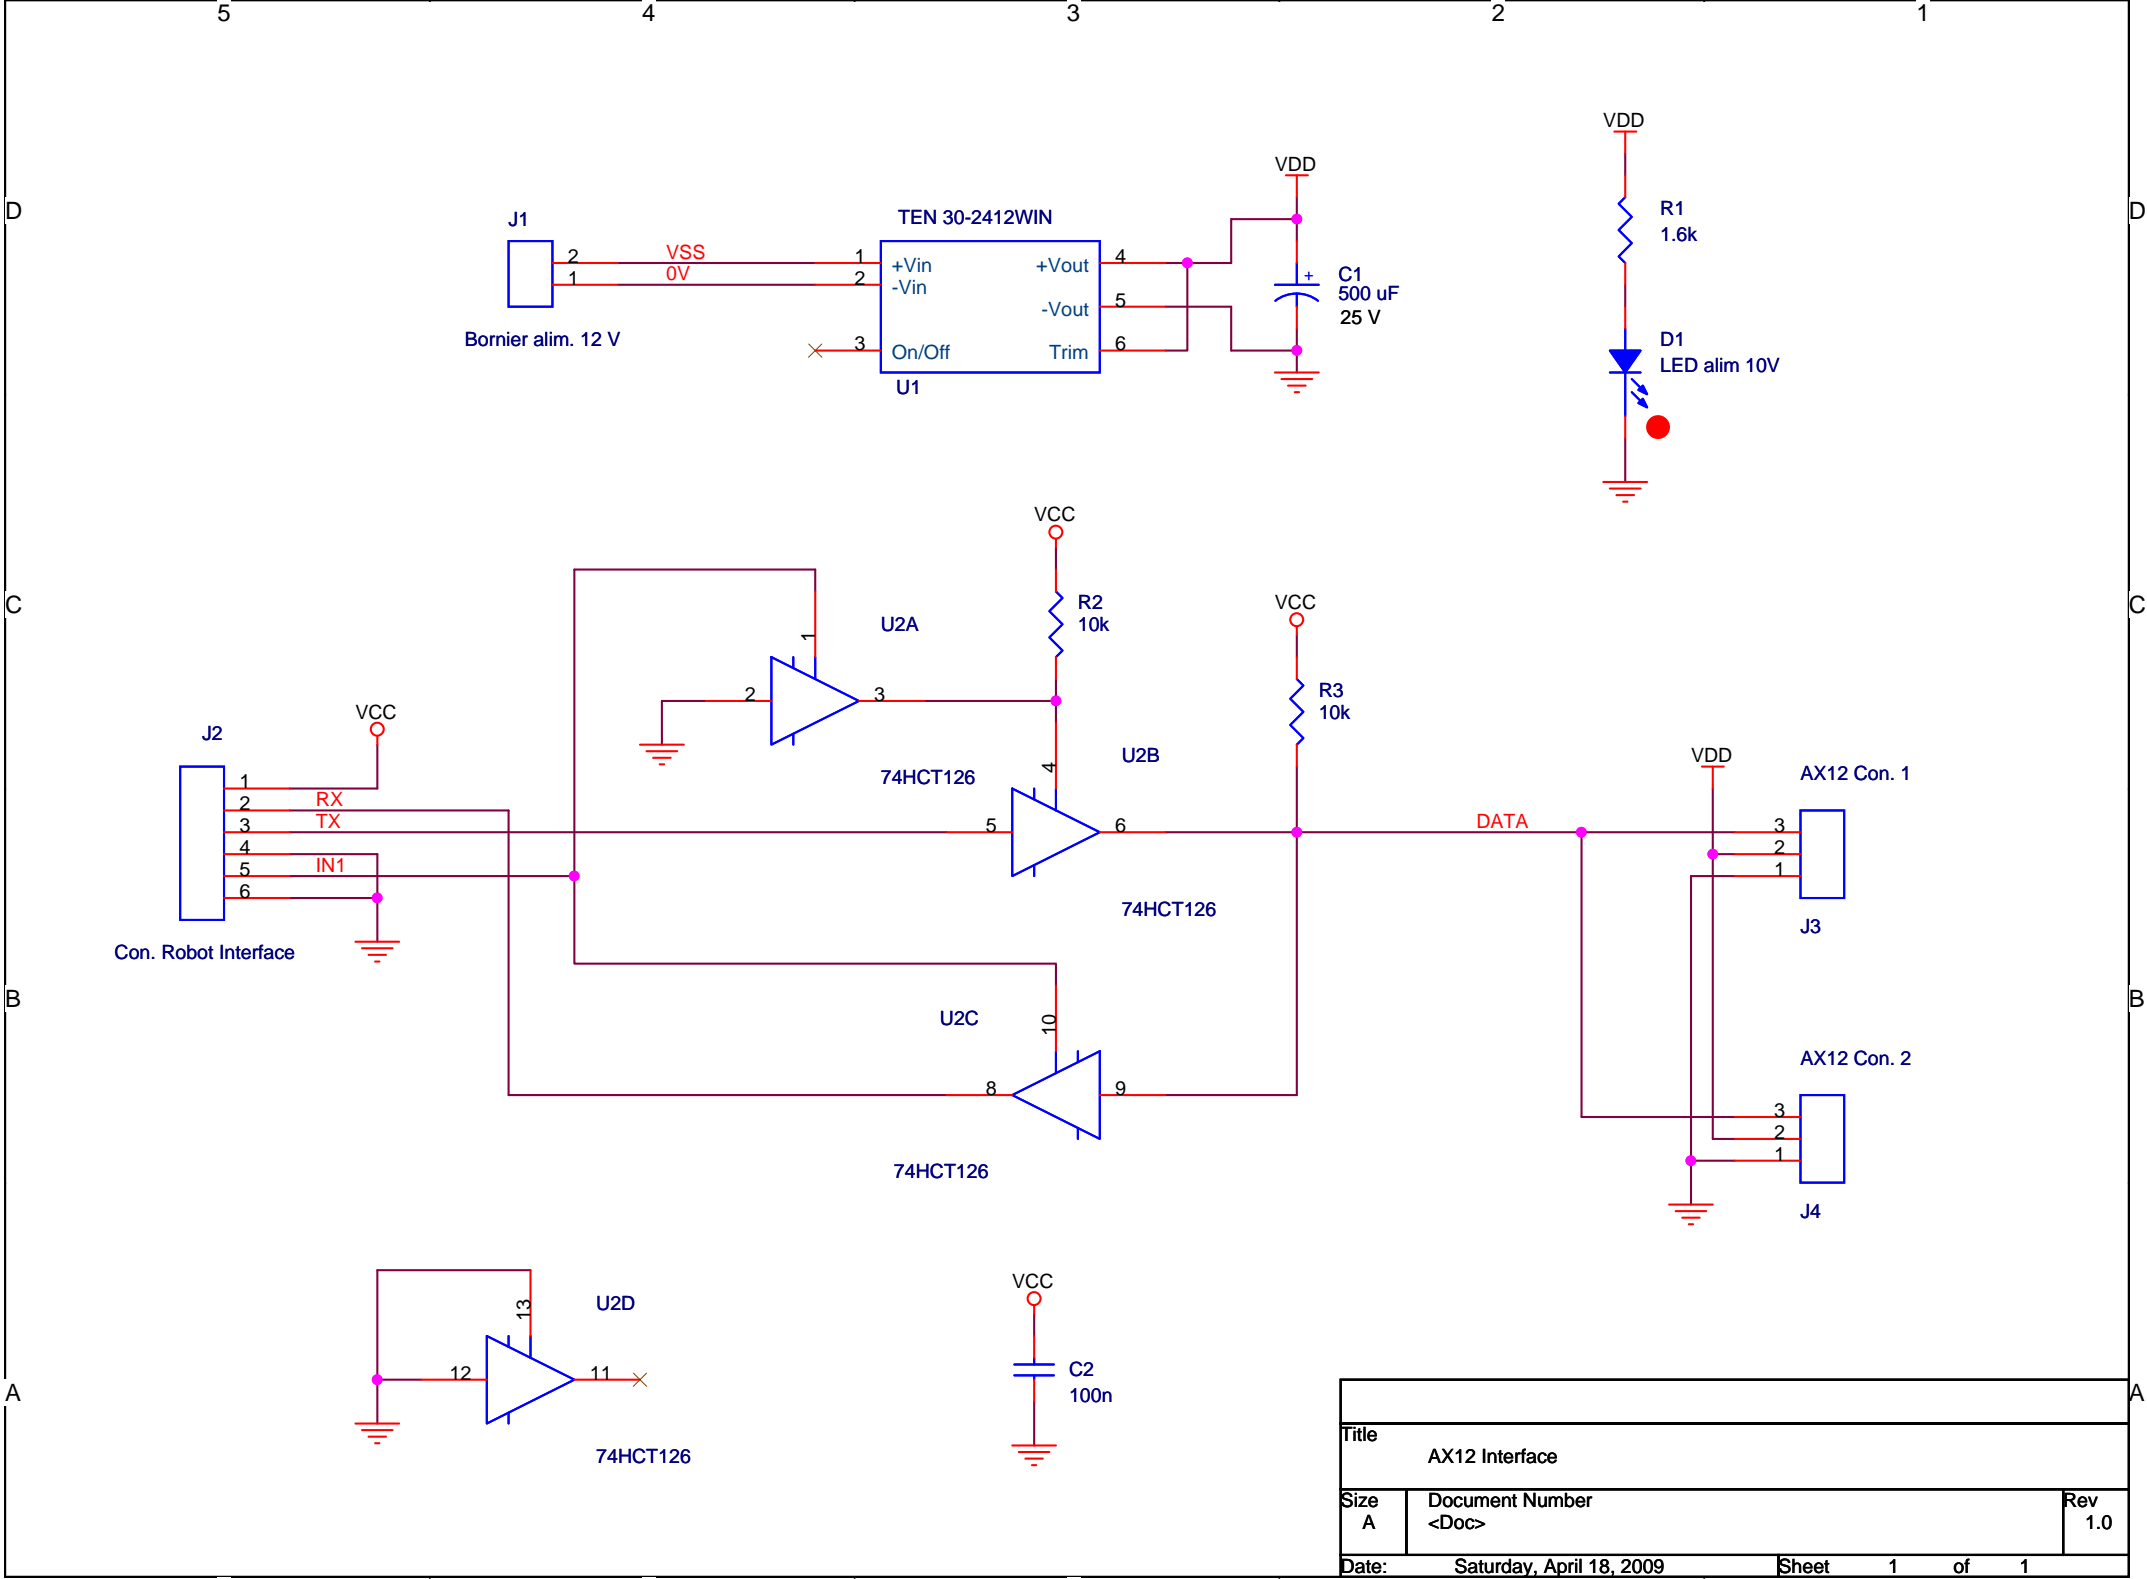 5 4 3 2 1
VDD
VDD
D D
J1 TEN 30-2412WIN R1
1.6k
2 VSS 1 +Vin +Vout 4
1 0V 2 -Vin
+ C1
500 uF
25 V
-Vout 5
Bornier alim. 12 V
3 On/Off Trim 6
U1
D1
LED alim 10V
VCC
C C
R2
10k
VCC
U2A
1
2 3
R3
10k
J2 VCC
U2B
VDD
74HCT126
4
AX12 Con. 1
1
2 RX
3 TX 5 6 DATA 3
4 2
5 IN1 1
6
74HCT126
J3
Con. Robot Interface
B B
U2C
10
AX12 Con. 2
8 9
3
2
1
74HCT126
J4
VCC
U2D
13
12 11
C2
100n
A A
74HCT126
Title
AX12 Interface
Size Document Number Rev
A <Doc> 1.0
Date: Saturday, April 18, 2009 Sheet 1 of 1